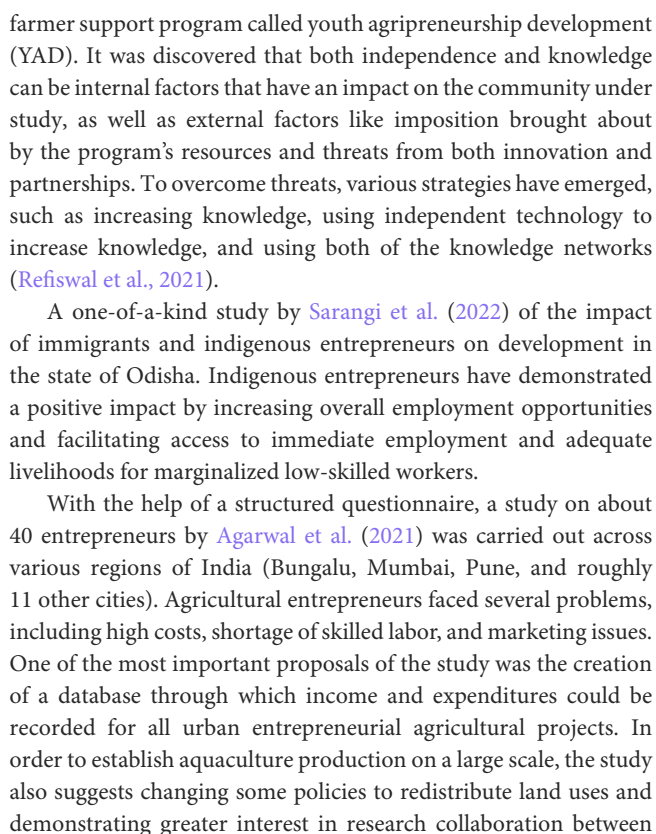 farmer support program called youth agripreneurship development
(YAD). It was discovered that both independence and knowledge
can be internal factors that have an impact on the community under
study, as well as external factors like imposition brought about
by the program's resources and threats from both innovation and
partnerships. To overcome threats, various strategies have emerged,
such as increasing knowledge, using independent technology to
increase knowledge, and using both of the knowledge networks
(Refiswal et al., 2021).
A one-of-a-kind study by Sarangi et al. (2022) of the impact
of immigrants and indigenous entrepreneurs on development in
the state of Odisha. Indigenous entrepreneurs have demonstrated
a positive impact by increasing overall employment opportunities
and facilitating access to immediate employment and adequate
livelihoods for marginalized low-skilled workers.
With the help of a structured questionnaire, a study on about
40 entrepreneurs by Agarwal et al. (2021) was carried out across
various regions of India (Bungalu, Mumbai, Pune, and roughly
11 other cities). Agricultural entrepreneurs faced several problems,
including high costs, shortage of skilled labor, and marketing issues.
One of the most important proposals of the study was the creation
of a database through which income and expenditures could be
recorded for all urban entrepreneurial agricultural projects. In
order to establish aquaculture production on a large scale, the study
also suggests changing some policies to redistribute land uses and
demonstrating greater interest in research collaboration between